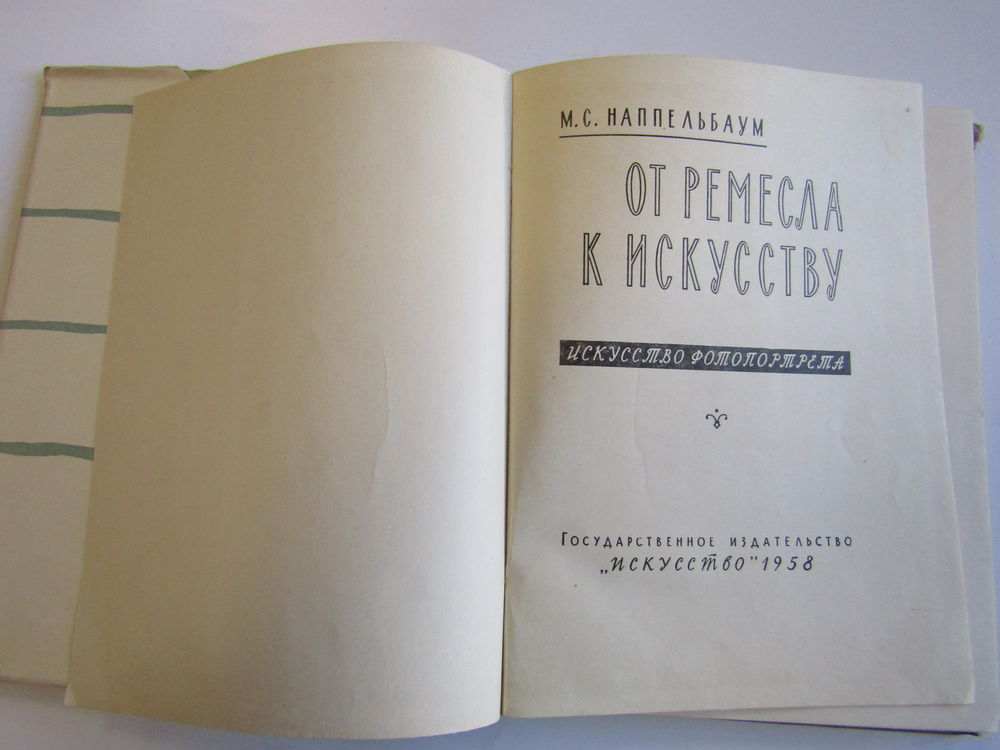 М. С. НАППЕЛЬБАУМ
ОТ РЕМЕСЛА
К ИСКУССТВУ
ИСКУССТВО ФОТОПОРТРЕТА
ГОСУДАРСТВЕННОЕ ИЗДАТЕЛЬСТВО
„ИСКУССТВО" 1958